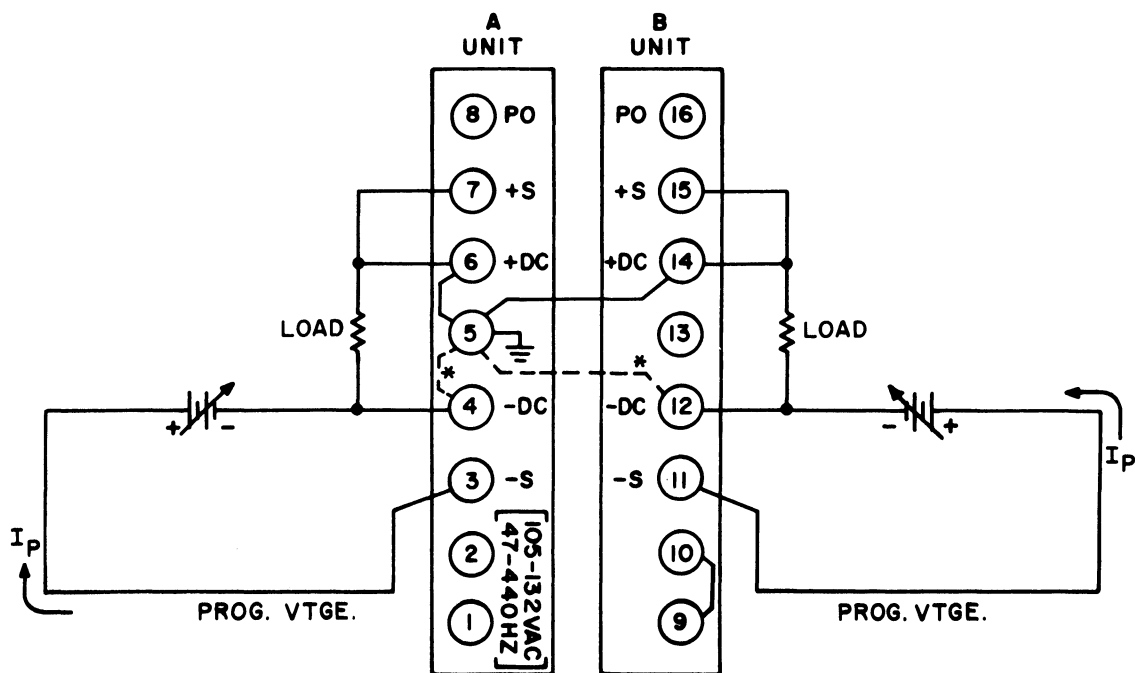 A
UNIT
B
UNIT
8 PO
PO 16
7 +S
+S 15
6 +DC
+DC 14
LOAD
5
13
LOAD
*
*
4 -DC
-DC 12
+ -
- +
3 -S
-S 11
IP
IP
2
10
1
9
105-132VAC
47-440HZ
PROG. VTGE.
PROG. VTGE.